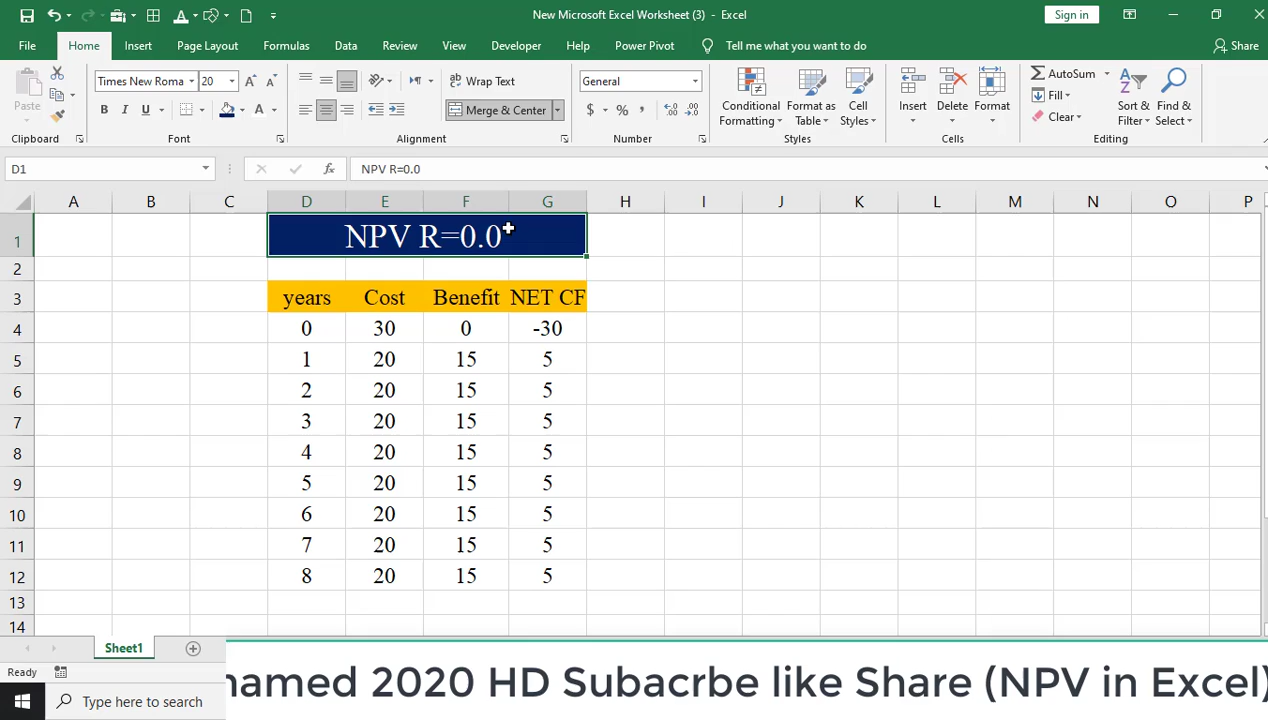 New Microsoft Excel Worksheet (3) - Excel
Sign in
File Home Insert Page Layout Formulas Data Review View Developer Help Power Pivot Tell me what you want to do Share
Paste
Times New Roma 20
B I U A
Wrap Text
Merge & Center
General
$ % ,
Conditional Formatting
Format as Table
Cell Styles
Insert
Delete
Format
AutoSum
Fill
Clear
Sort & Filter
Find & Select
Clipboard Font Alignment Number Styles Cells Editing
D1 fx NPV R=0.0
A B C D E F G H I J K L M N O P
1 NPV R=0.0
2
3 years Cost Benefit NET CF
4 0 30 0 -30
5 1 20 15 5
6 2 20 15 5
7 3 20 15 5
8 4 20 15 5
9 5 20 15 5
10 6 20 15 5
11 7 20 15 5
12 8 20 15 5
13
14
Sheet1
Ready
named 2020 HD Subacrbe like Share (NPV in Excel)
Type here to search